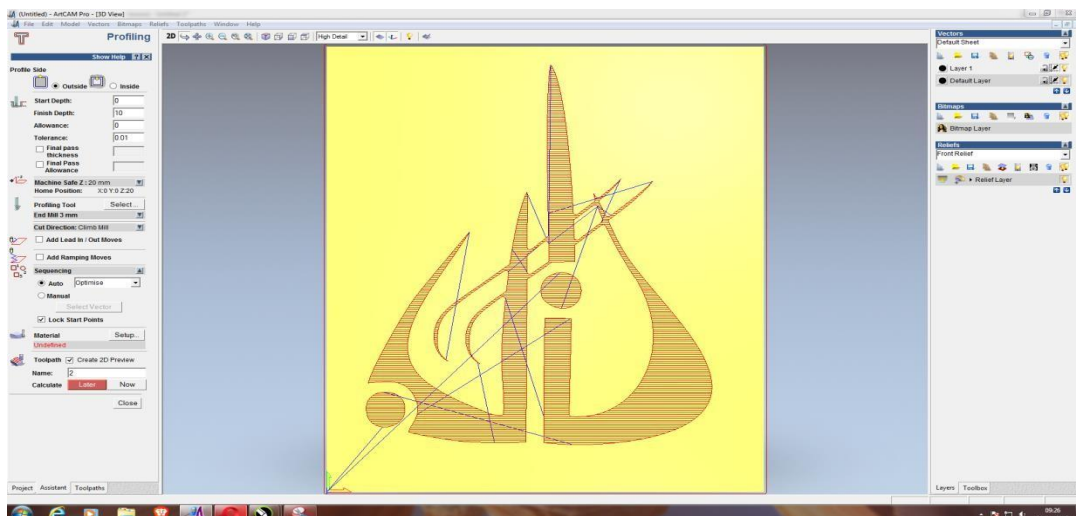 (Untitled) - ArtCAM Pro - [3D View]
File Edit Model Vectors Bitmaps Reliefs Toolpaths Window Help
Profiling
2D
High Detail
Show Help
Profile Side
Outside
Inside
Start Depth: 0
Finish Depth: 10
Allowance: 0
Tolerance: 0.01
Final pass thickness
Final Pass Allowance
Machine Safe Z : 20 mm
Home Position: X:0 Y:0 Z:20
Profiling Tool Select...
End Mill 3 mm
Cut Direction: Climb Mill
Add Lead In / Out Moves
Add Ramping Moves
Sequencing
Auto Optimise
Manual
Select Vector
Lock Start Points
Material Setup...
Undefined
Toolpath Create 2D Preview
Name: 2
Calculate Later Now
Close
Project Assistant Toolpaths
Vectors
Default Sheet
Layer 1
Default Layer
Bitmaps
Bitmap Layer
Reliefs
Front Relief
Relief Layer
Layers Toolbox
09:26